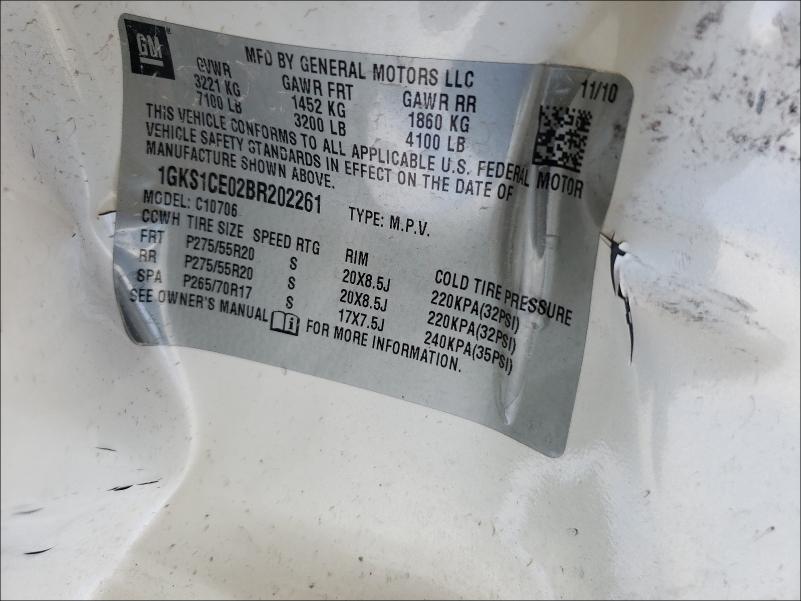 GM
MFD BY GENERAL MOTORS LLC
11/10
GVWR GAWR FRT GAWR RR
3221 KG 1452 KG 1860 KG
7100 LB 3200 LB 4100 LB
THIS VEHICLE CONFORMS TO ALL APPLICABLE U.S. FEDERAL MOTOR
VEHICLE SAFETY STANDARDS IN EFFECT ON THE DATE OF
MANUFACTURE SHOWN ABOVE.
1GKS1CE02BR202261 TYPE: M.P.V.
MODEL: C10706
CCWH TIRE SIZE SPEED RTG RIM COLD TIRE PRESSURE
FRT P275/55R20 S 20X8.5J 220KPA(32PSI)
RR P275/55R20 S 20X8.5J 220KPA(32PSI)
SPA P265/70R17 S 17X7.5J 240KPA(35PSI)
SEE OWNER'S MANUAL FOR MORE INFORMATION.